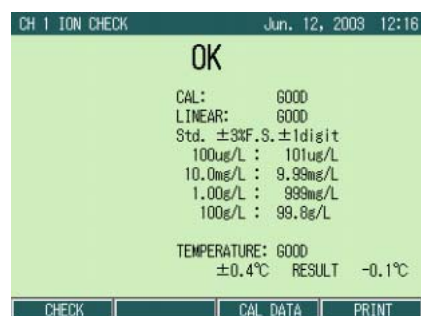 CH 1 ION CHECK Jun. 12, 2003 12:16
OK
CAL: GOOD
LINEAR: GOOD
Std. ±3%F.S.±1digit
100ug/L : 101ug/L
10.0mg/L : 9.99mg/L
1.00g/L : 999mg/L
100g/L : 99.8g/L
TEMPERATURE: GOOD
±0.4℃ RESULT -0.1℃
CHECK CAL DATA PRINT